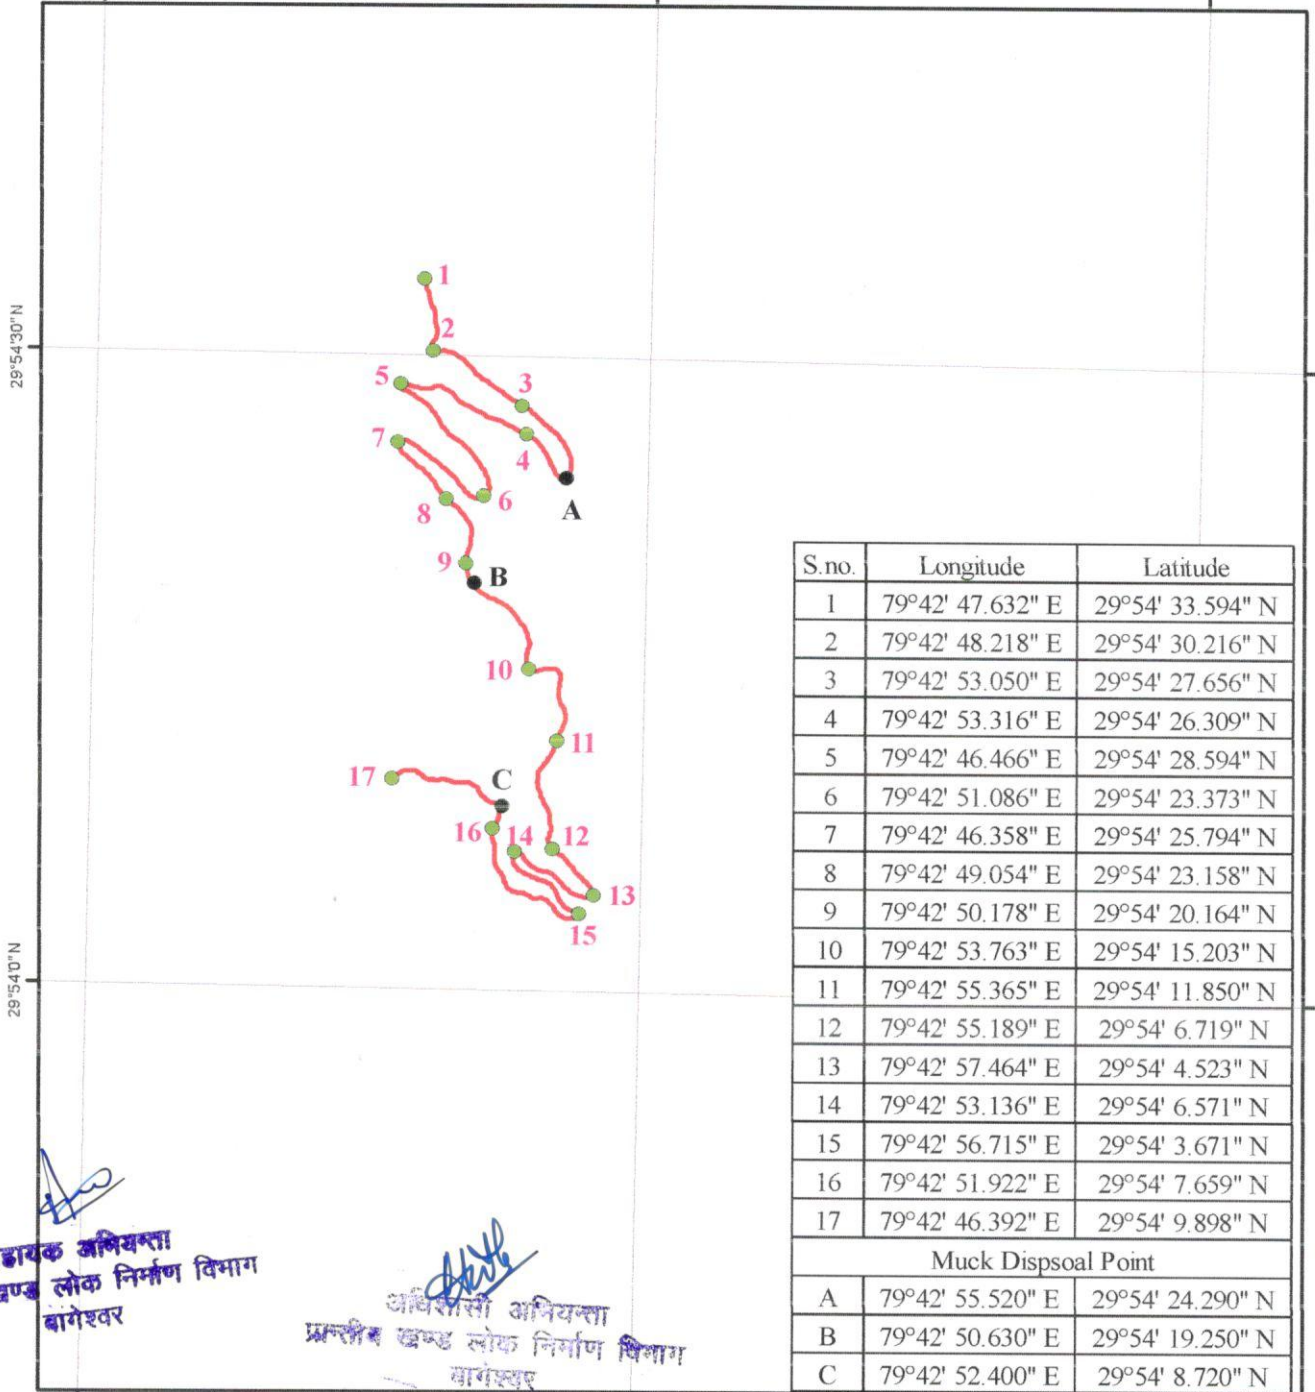 29°54'30"N
29°54'0"N
1
2
3
5
4
7
6
8
A
9
B
10
11
17
C
16
14
12
13
15
S.no. Longitude Latitude
1 79°42' 47.632" E 29°54' 33.594" N
2 79°42' 48.218" E 29°54' 30.216" N
3 79°42' 53.050" E 29°54' 27.656" N
4 79°42' 53.316" E 29°54' 26.309" N
5 79°42' 46.466" E 29°54' 28.594" N
6 79°42' 51.086" E 29°54' 23.373" N
7 79°42' 46.358" E 29°54' 25.794" N
8 79°42' 49.054" E 29°54' 23.158" N
9 79°42' 50.178" E 29°54' 20.164" N
10 79°42' 53.763" E 29°54' 15.203" N
11 79°42' 55.365" E 29°54' 11.850" N
12 79°42' 55.189" E 29°54' 6.719" N
13 79°42' 57.464" E 29°54' 4.523" N
14 79°42' 53.136" E 29°54' 6.571" N
15 79°42' 56.715" E 29°54' 3.671" N
16 79°42' 51.922" E 29°54' 7.659" N
17 79°42' 46.392" E 29°54' 9.898" N
Muck Dispsoal Point
A 79°42' 55.520" E 29°54' 24.290" N
B 79°42' 50.630" E 29°54' 19.250" N
C 79°42' 52.400" E 29°54' 8.720" N
अभियन्ता
लोक निर्माण विभाग
बागेश्वर
अधिशासी अभियन्ता
प्रान्तीय खण्ड लोक निर्माण विभाग
बागेश्वर